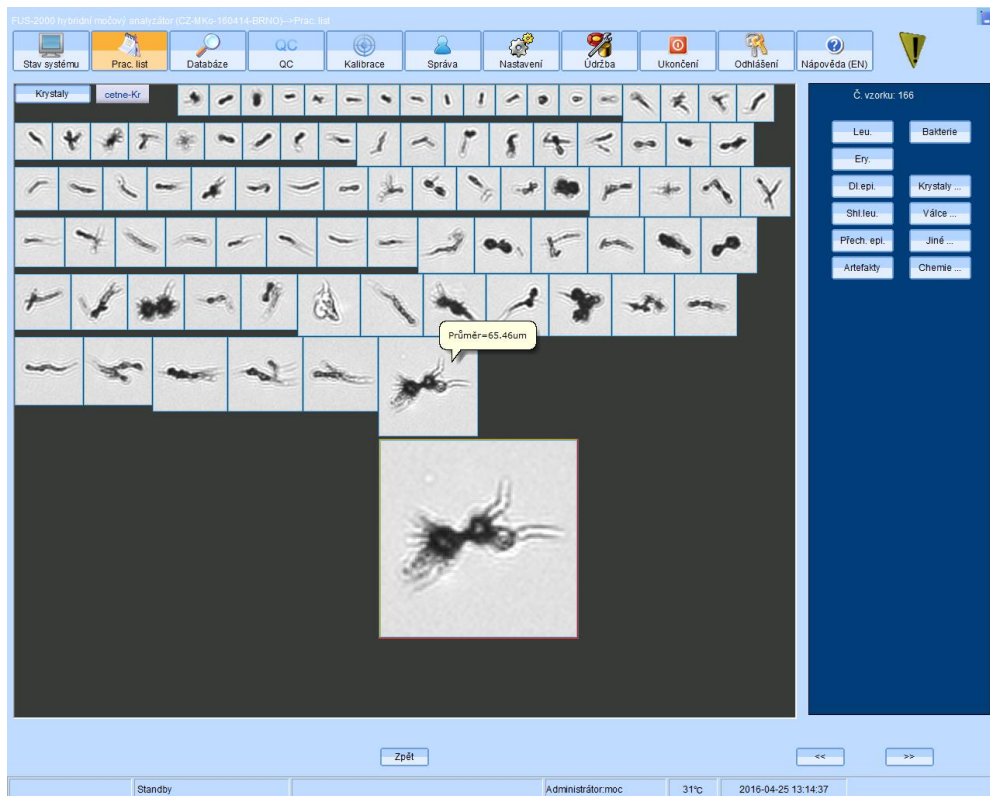 FUS-2000 hybridní močový analyzátor (CZ-MKo-160414-BRNO)-->Prac. list
Stav systému
Prac. list
Databáze
QC
QC
Kalibrace
Správa
Nastavení
Údržba
Ukončení
Odhlášení
Nápověda (EN)
Krystaly
cetne-Kr
Č. vzorku: 166
Leu.
Bakterie
Ery.
Dl.epi.
Krystaly ...
Shl.leu.
Válce ...
Přech. epi.
Jiné ...
Artefakty
Chemie ...
Průměr=65.46um
Zpět
<<
>>
Standby
Administrátor:moc
31℃
2016-04-25 13:14:37